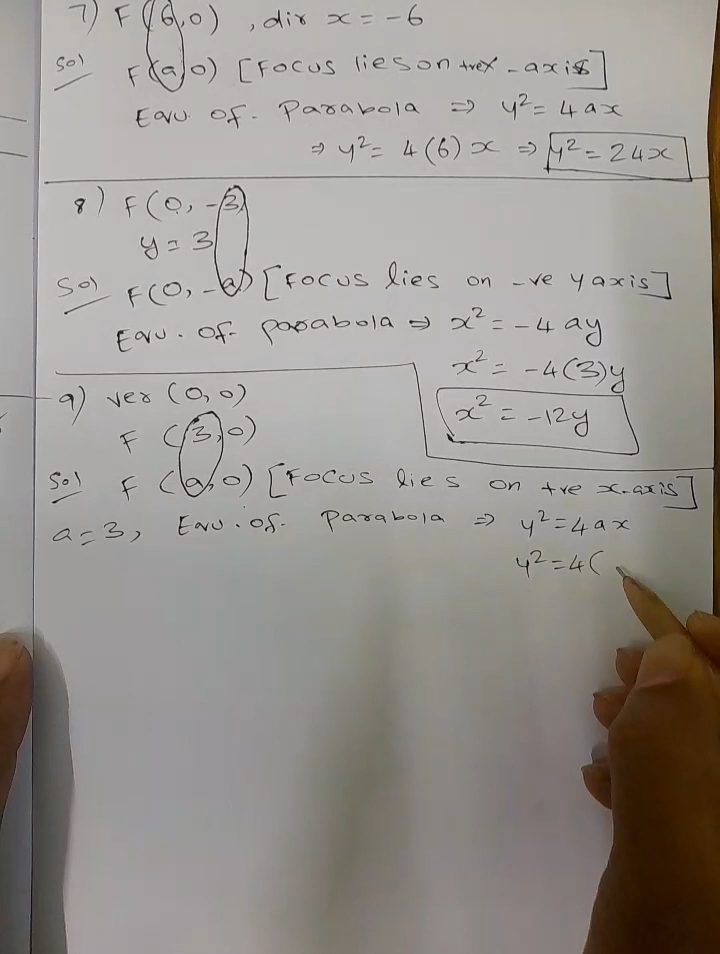 7) F(6,0) , dir x = -6
Sol F(a,0) [Focus lies on +ve x-axis]
Equ. of. Parabola ⇒ y² = 4ax
⇒ y² = 4(6)x ⇒ y² = 24x
8) F(0, -3)
y = 3
Sol F(0, -a) [Focus lies on -ve y axis]
Equ. of. parabola ⇒ x² = -4ay
x² = -4(3)y
x² = -12y
9) ver (0,0)
F (3,0)
Sol F (a,0) [Focus lies on +ve x-axis]
a=3, Equ. of. Parabola ⇒ y² = 4ax
y² = 4(